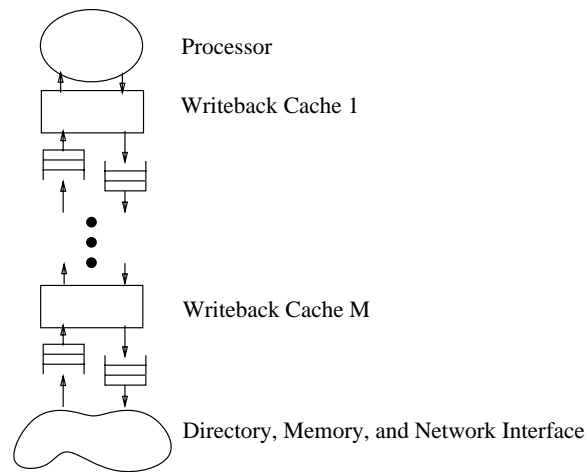 Processor
Writeback Cache 1
Writeback Cache M
Directory, Memory, and Network Interface